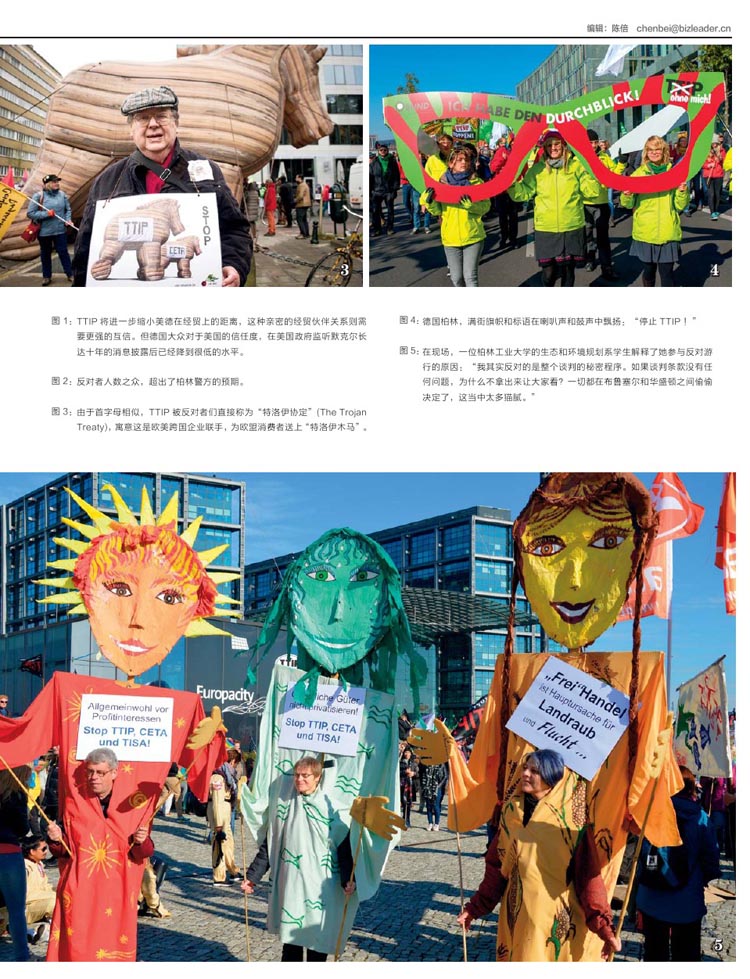 编辑：陈倍 chenbei@bizleader.cn
TTIP
CETA
STOP
3
UND ICH HABE DEN DURCHBLICK!
TTIP
ohne mich!
4
图 1：TTIP 将进一步缩小美德在经贸上的距离，这种亲密的经贸伙伴关系则需
要更强的互信。但德国大众对于美国的信任度，在美国政府监听默克尔长
达十年的消息披露后已经降到很低的水平。
图 2：反对者人数之众，超出了柏林警方的预期。
图 3：由于首字母相似，TTIP 被反对者们直接称为“特洛伊协定”(The Trojan
Treaty)，寓意这是欧美跨国企业联手，为欧盟消费者送上“特洛伊木马”。
图 4：德国柏林，满街旗帜和标语在喇叭声和鼓声中飘扬；“停止 TTIP！”
图 5：在现场，一位柏林工业大学的生态和环境规划系学生解释了她参与反对游
行的原因；“我其实反对的是整个谈判的秘密程序。如果谈判条款没有任
何问题，为什么不拿出来让大家看？一切都在布鲁塞尔和华盛顿之间偷偷
决定了，这当中太多猫腻。”
Europacity
Allgemeinwohl vor
Profitinteressen
Stop TTIP, CETA
und TiSA!
Güter
nicht privatisieren!
Stop TTIP, CETA
und TiSA!
„Frei“Handel
ist Hauptursache für
Landraub
und Flucht...
5